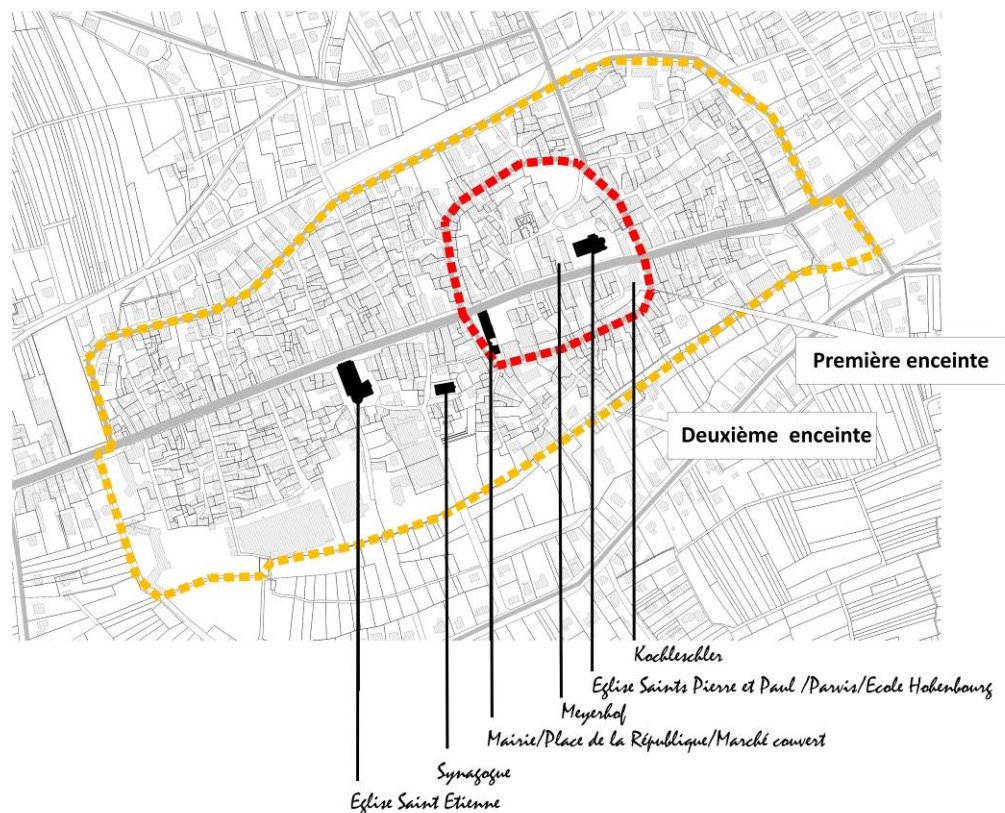 Première enceinte
Deuxième enceinte
Kochleschler
Eglise Saints Pierre et Paul /Parvis/Ecole Hohenbourg
Meyerhof
Mairie/Place de la République/Marché couvert
Synagogue
Eglise Saint Etienne